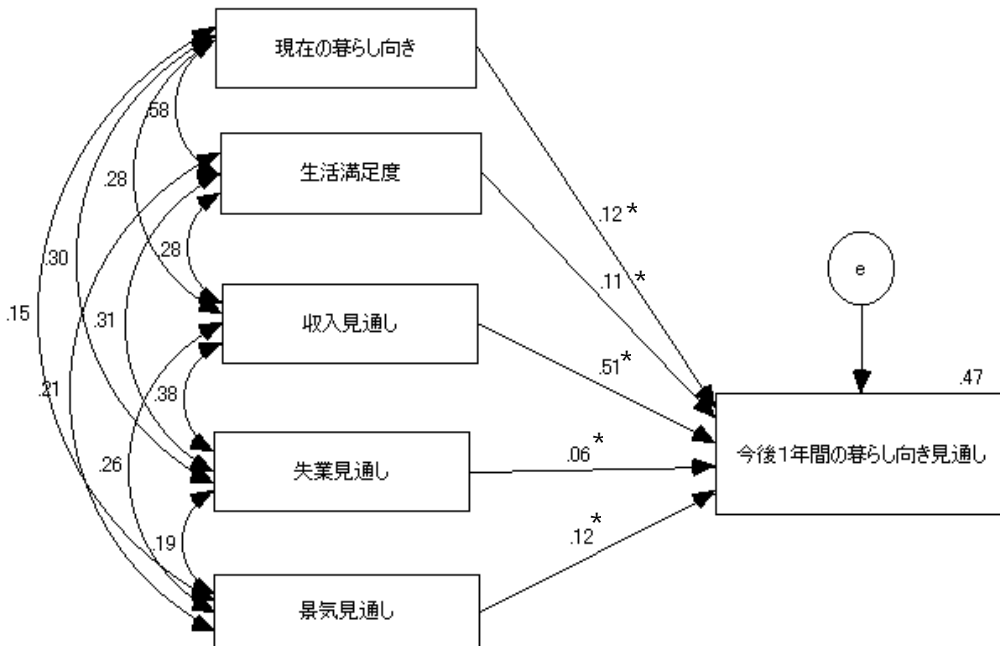 現在の暮らし向き
.58
生活満足度
.28
.12*
.28
.11*
e
.30
.15
.31
収入見通し
.51*
.47
.21
.38
今後1年間の暮らし向き見通し
.26
失業見通し
.06*
.19
.12*
景気見通し